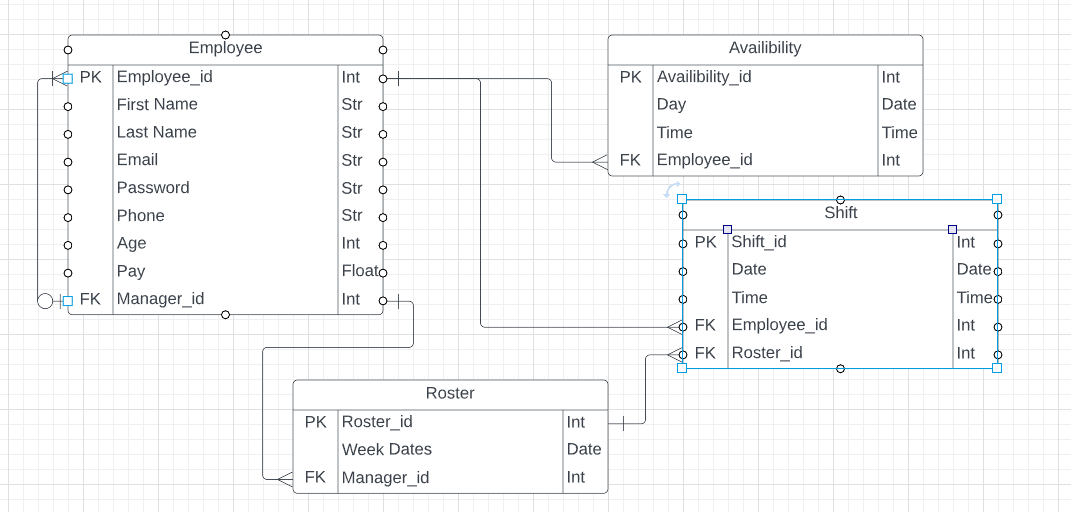 Employee
PK Employee_id Int
First Name Str
Last Name Str
Email Str
Password Str
Phone Str
Age Int
Pay Float
FK Manager_id Int
Availibility
PK Availibility_id Int
Day Date
Time Time
FK Employee_id Int
Shift
PK Shift_id Int
Date Date
Time Time
FK Employee_id Int
FK Roster_id Int
Roster
PK Roster_id Int
Week Dates Date
FK Manager_id Int